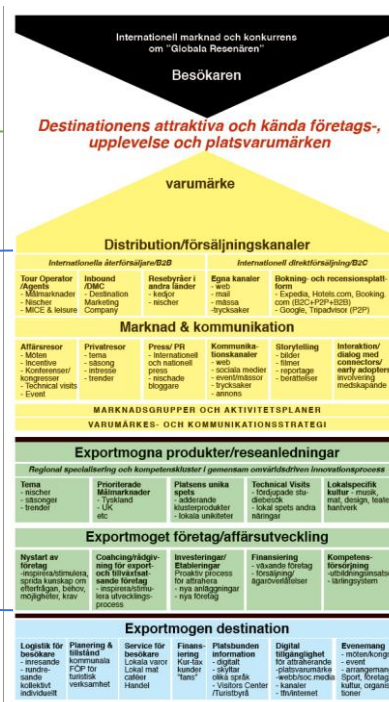 Internationell marknad och konkurrens
om "Globala Resenären"
Besökaren
Destinationens attraktiva och kända företags-,
upplevelse och platsvarumärken
varumärke
Distribution/försäljningskanaler
Internationella återförsäljare/B2B
Internationell direktförsäljning/B2C
Tour Operator
/Agents
- Målmarknader
- Nischer
- MICE & leisure
Inbound
/DMC
- Destination
Marketing
Company
Resebyråer i
andra länder
- kedjor
- nischer
Egna kanaler
- web
- mail
- mässa
-trycksaker
Bokning- och recensionsplatt-
form
- Expedia, Hotels.com, Booking.
com (B2C+P2P+B2B)
- Google, Tripadvisor (P2P)
Marknad & kommunikation
Affärsresor
- Möten
- Incentive
- Konferenser/
kongresser
- Technical visits
- Event
Privatresor
- tema
- säsong
- intresse
- trender
Press/ PR
- Internationell
och nationell
press
- nischade
bloggare
Kommunika-
tionskanaler
- web
- sociala medier
- event/mässor
- trycksaker
- annons
Storytelling
- bilder
- filmer
- reportage
- berättelser
Interaktion/
dialog med
connectors/
early adopters
involvering
medskapande
MARKNADSGRUPPER OCH AKTIVITETSPLANER
VARUMÄRKES- OCH KOMMUNIKATIONSSTRATEGI
Exportmogna produkter/reseanledningar
Regional specialisering och kompetenskluster i gemensam omvärldsdriven innovationsprocess
Tema
- nischer
- säsonger
- trender
Prioriterade
Målmarknader
- Tyskland
- UK
etc
Platsens unika
spets
- adderande
klusterprodukter
- lokala unikiteter
Technical Visits
- fördjupade stu-
diebesök
- lokal spets andra
näringar
Lokalspecifik
kultur - musik,
mat, design, teater
hantverk
Exportmoget företag/affärsutveckling
Nystart av
företag
-inspirera/stimulera,
sprida kunskap om
efterfrågan, behov,
möjligheter, krav
Coahcing/rådgiv-
ning för export-
och tillväxtsat-
sande företag
- inspirera/stimu-
lera utvecklings-
process
Investeringar/
Etableringar
Proaktiv process
för attrahera
- nya anläggningar
- nya företag
Finansiering
- växande företag
- försäljning/
ägaröverlåtelser
Kompetens-
försörjning
-utbildningsinsatser
- läringsystem
Exportmogen destination
Logistik för
besökare
- inresande
- rundre-
sande
kollektivt
individuellt
Planering &
tillstånd
kommunala
FÖP för
turistisk
verksamhet
Service för
besökare
Lokala varor
Lokal mat
caféer
Handel
Finans-
iering
Kur-tax
kunder
"fans"
Platsbunden
information
- digitalt
- skyltar
olika språk
- Visitors Center
/Turistbyrå
Digital
tillgänglighet
för attraherande
-platsvarumärke
-webb/soc.media
- kanaler
- tfn/internet
Evenemang
- möten/kongr
- event
- arrangemang
Sport, företag,
kultur, organisa-
tioner